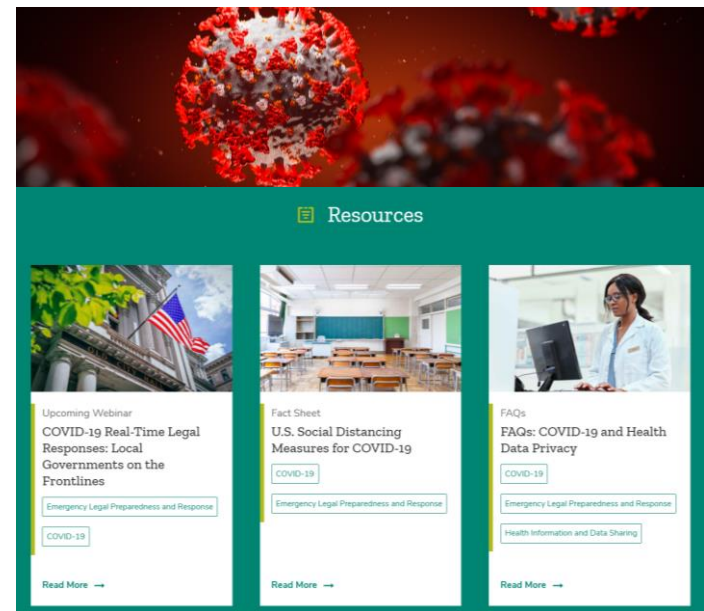 Resources
Upcoming Webinar
COVID-19 Real-Time Legal
Responses: Local
Governments on the
Frontlines
Emergency Legal Preparedness and Response
COVID-19
Read More →
Fact Sheet
U.S. Social Distancing
Measures for COVID-19
COVID-19
Emergency Legal Preparedness and Response
Read More →
FAQs
FAQs: COVID-19 and Health
Data Privacy
COVID-19
Emergency Legal Preparedness and Response
Health Information and Data Sharing
Read More →